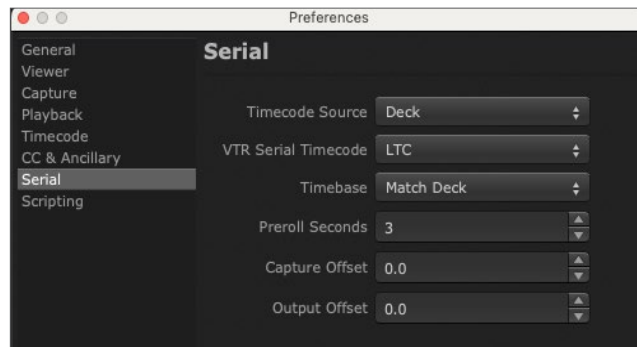 Preferences
General
Viewer
Capture
Playback
Timecode
CC & Ancillary
Serial
Scripting
Serial
Timecode Source Deck
VTR Serial Timecode LTC
Timebase Match Deck
Preroll Seconds 3
Capture Offset 0.0
Output Offset 0.0